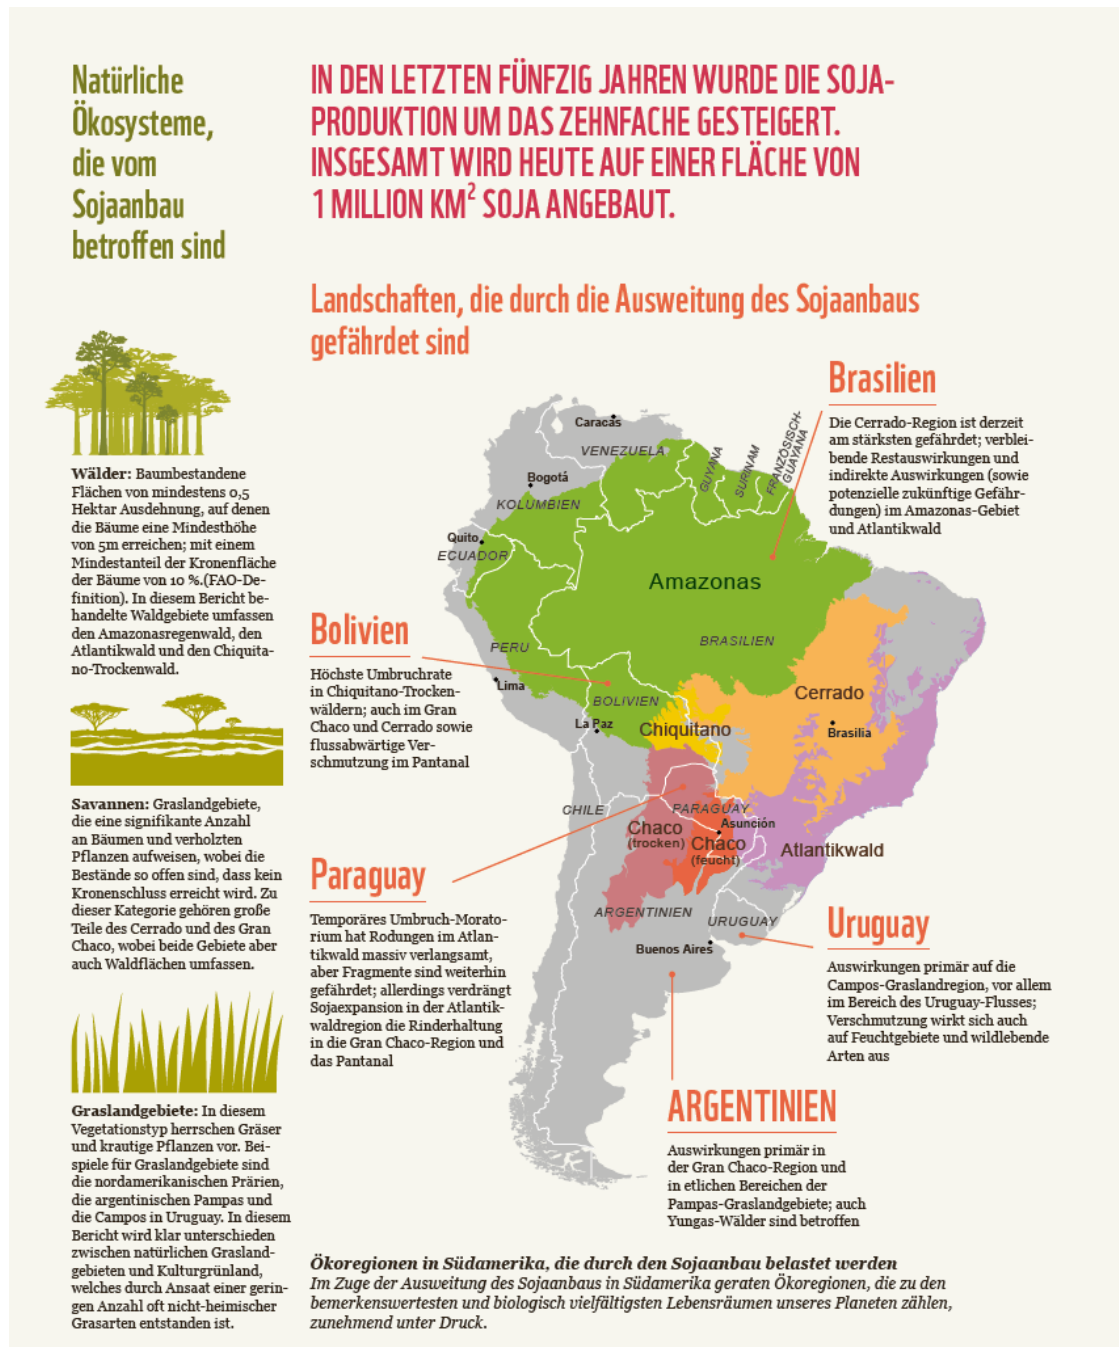 Natürliche
Ökosysteme,
die vom
Sojaanbau
betroffen sind
IN DEN LETZTEN FÜNFZIG JAHREN WURDE DIE SOJA-
PRODUKTION UM DAS ZEHNFACHE GESTEIGERT.
INSGESAMT WIRD HEUTE AUF EINER FLÄCHE VON
1 MILLION KM² SOJA ANGEBAUT.
Landschaften, die durch die Ausweitung des Sojaanbaus
gefährdet sind
Wälder: Baumbestandene
Flächen von mindestens 0,5
Hektar Ausdehnung, auf denen
die Bäume eine Mindesthöhe
von 5m erreichen; mit einem
Mindestanteil der Kronenfläche
der Bäume von 10 %.(FAO-De-
finition). In diesem Bericht be-
handelte Waldgebiete umfassen
den Amazonasregenwald, den
Atlantikwald und den Chiquita-
no-Trockenwald.
Savannen: Graslandgebiete,
die eine signifikante Anzahl
an Bäumen und verholzten
Pflanzen aufweisen, wobei die
Bestände so offen sind, dass kein
Kronenschluss erreicht wird. Zu
dieser Kategorie gehören große
Teile des Cerrado und des Gran
Chaco, wobei beide Gebiete aber
auch Waldflächen umfassen.
Graslandgebiete: In diesem
Vegetationstyp herrschen Gräser
und krautige Pflanzen vor. Bei-
spiele für Graslandgebiete sind
die nordamerikanischen Prärien,
die argentinischen Pampas und
die Campos in Uruguay. In diesem
Bericht wird klar unterschieden
zwischen natürlichen Grasland-
gebieten und Kulturgrünland,
welches durch Ansaat einer gerin-
gen Anzahl oft nicht-heimischer
Grasarten entstanden ist.
Brasilien
Die Cerrado-Region ist derzeit
am stärksten gefährdet; verblei-
bende Restauswirkungen und
indirekte Auswirkungen (sowie
potenzielle zukünftige Gefähr-
dungen) im Amazonas-Gebiet
und Atlantikwald
Bolivien
Höchste Umbruchrate
in Chiquitano-Trocken-
wäldern; auch im Gran
Chaco und Cerrado sowie
flussabwärtige Ver-
schmutzung im Pantanal
Paraguay
Temporäres Umbruch-Morato-
rium hat Rodungen im Atlan-
tikwald massiv verlangsamt,
aber Fragmente sind weiterhin
gefährdet; allerdings verdrängt
Sojaexpansion in der Atlantik-
waldregion die Rinderhaltung
in die Gran Chaco-Region und
das Pantanal
Uruguay
Auswirkungen primär auf die
Campos-Graslandregion, vor allem
im Bereich des Uruguay-Flusses;
Verschmutzung wirkt sich auch
auf Feuchtgebiete und wildlebende
Arten aus
ARGENTINIEN
Auswirkungen primär in
der Gran Chaco-Region und
in etlichen Bereichen der
Pampas-Graslandgebiete; auch
Yungas-Wälder sind betroffen
Caracas
VENEZUELA
GUYANA
SURINAM
FRANZÖSISCH-
GUAYANA
Bogotá
KOLUMBIEN
Quito
ECUADOR
Amazonas
PERU
BRASILIEN
Lima
BOLIVIEN
Cerrado
La Paz
Chiquitano
Brasilia
CHILE
PARAGUAY
Asunción
Chaco
(trocken)
Chaco
(feucht)
Atlantikwald
ARGENTINIEN
URUGUAY
Buenos Aires
Ökoregionen in Südamerika, die durch den Sojaanbau belastet werden
Im Zuge der Ausweitung des Sojaanbaus in Südamerika geraten Ökoregionen, die zu den
bemerkenswertesten und biologisch vielfältigsten Lebensräumen unseres Planeten zählen,
zunehmend unter Druck.